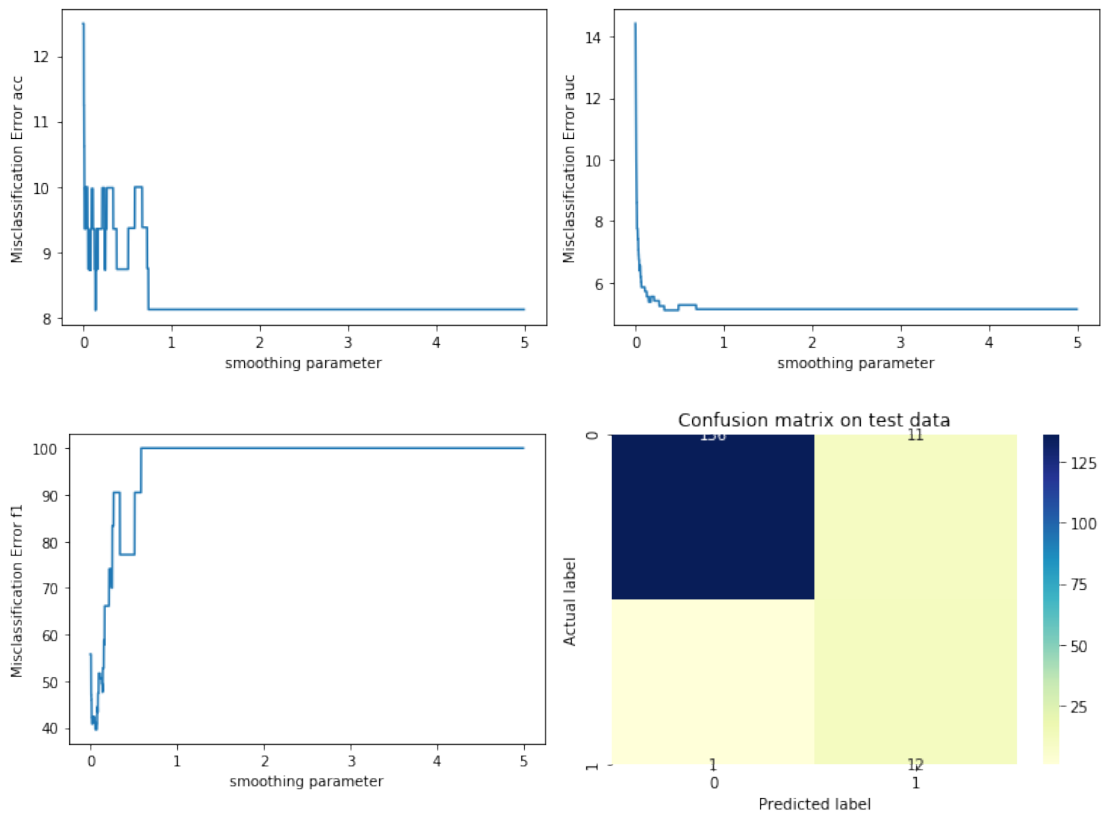 12
11
10
9
8
Misclassification Error acc
0 1 2 3 4 5
smoothing parameter
14
12
10
8
6
Misclassification Error auc
0 1 2 3 4 5
smoothing parameter
100
90
80
70
60
50
40
Misclassification Error f1
0 1 2 3 4 5
smoothing parameter
Confusion matrix on test data
136 11
1 12
0
1
Actual label
0 1
Predicted label
125
100
75
50
25